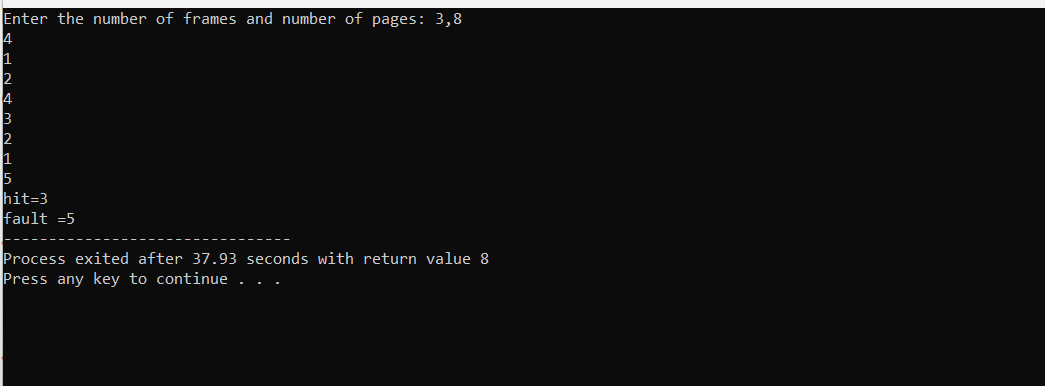 Enter the number of frames and number of pages: 3,8
4
1
2
4
3
2
1
5
hit=3
fault =5
--------------------------------
Process exited after 37.93 seconds with return value 8
Press any key to continue . . .